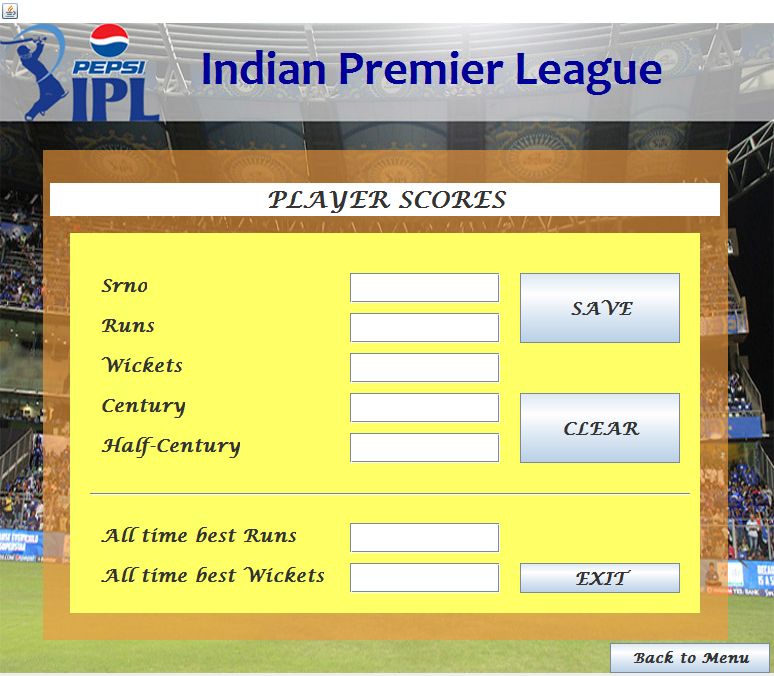 PEPSI
IPL
Indian Premier League
PLAYER SCORES
Srno
SAVE
Runs
Wickets
Century
CLEAR
Half-Century
All time best Runs
All time best Wickets
EXIT
Back to Menu